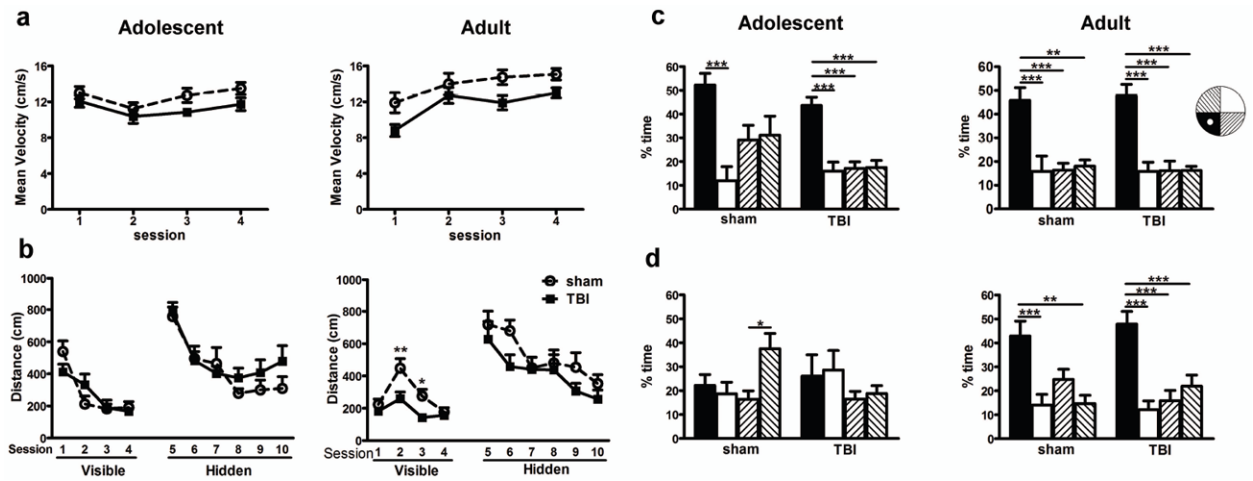 a
Adolescent
Adult
Mean Velocity (cm/s)
16
12
8
4
0
1 2 3 4
session
Mean Velocity (cm/s)
16
12
8
4
0
1 2 3 4
session
b
Distance (cm)
1000
800
600
400
200
0
Session 1 2 3 4 5 6 7 8 9 10
Visible Hidden
Distance (cm)
1000
800
600
400
200
0
** *
sham
TBI
Session 1 2 3 4 5 6 7 8 9 10
Visible Hidden
c
Adolescent
Adult
% time
60
50
40
30
20
10
0
***
***
***
***
sham TBI
% time
60
50
40
30
20
10
0
**
***
***
***
***
***
sham TBI
d
% time
60
50
40
30
20
10
0
*
sham TBI
% time
60
50
40
30
20
10
0
**
***
***
***
***
sham TBI